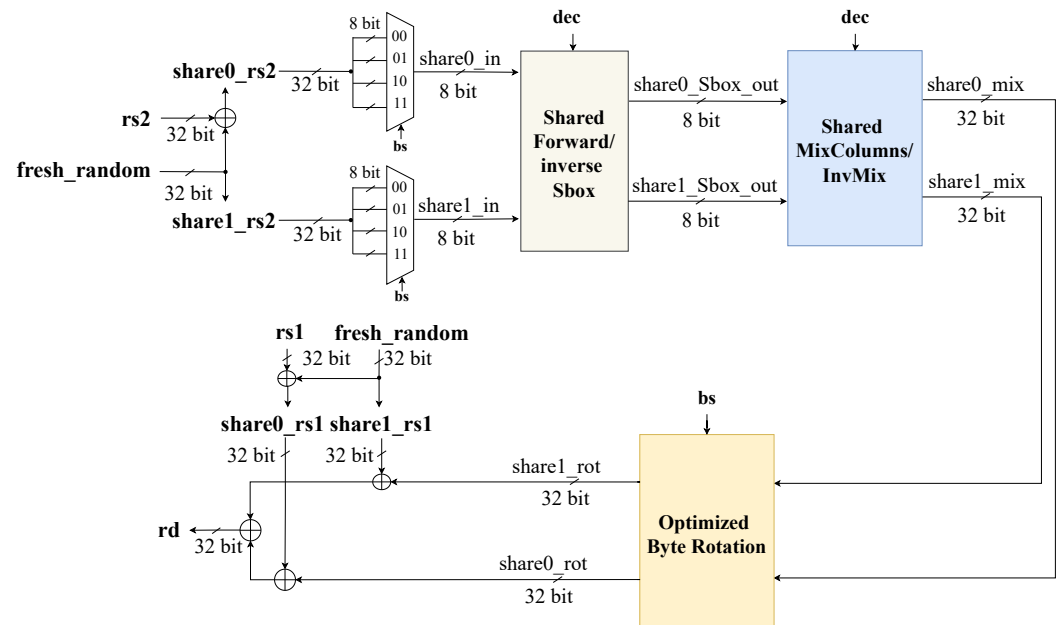 dec
dec
8 bit
00
01
10
11
share0_rs2
32 bit
share0_in
8 bit
bs
rs2
32 bit
fresh_random
32 bit
share1_rs2
32 bit
8 bit
00
01
10
11
share1_in
8 bit
bs
Shared
Forward/
inverse
Sbox
share0_Sbox_out
8 bit
share1_Sbox_out
8 bit
Shared
MixColumns/
InvMix
share0_mix
32 bit
share1_mix
32 bit
rs1
fresh_random
32 bit
32 bit
share0_rs1
share1_rs1
32 bit
32 bit
bs
share1_rot
32 bit
Optimized
Byte Rotation
rd
32 bit
share0_rot
32 bit